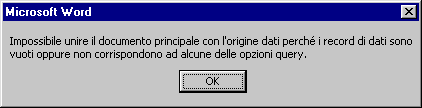 Microsoft Word
Impossibile unire il documento principale con l'origine dati perché i record di dati sono
vuoti oppure non corrispondono ad alcune delle opzioni query.
OK